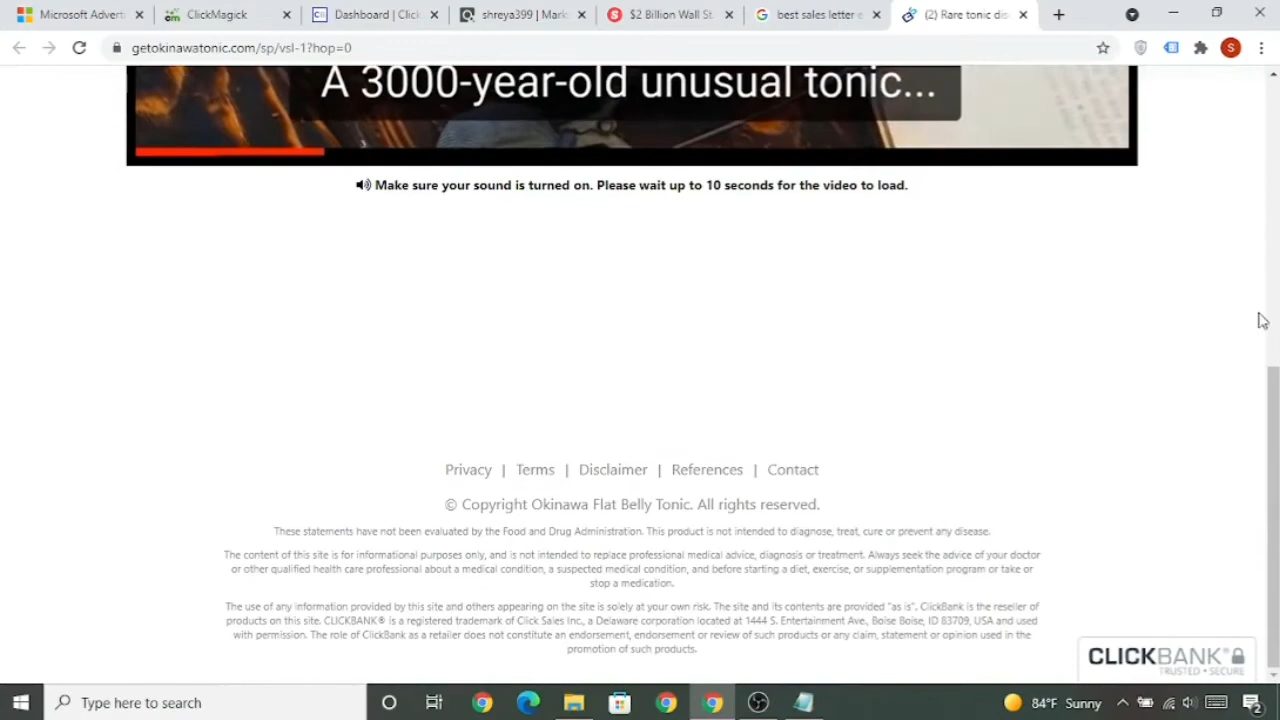 Microsoft Adverti
ClickMagick
Dashboard | Click
shreya399 | Mark
$2 Billion Wall St
best sales letter e
(2) Rare tonic dis
getokinawatonic.com/sp/vsl-1?hop=0
S
A 3000-year-old unusual tonic...
Make sure your sound is turned on. Please wait up to 10 seconds for the video to load.
Privacy | Terms | Disclaimer | References | Contact
© Copyright Okinawa Flat Belly Tonic. All rights reserved.
These statements have not been evaluated by the Food and Drug Administration. This product is not intended to diagnose, treat, cure or prevent any disease.
The content of this site is for informational purposes only, and is not intended to replace professional medical advice, diagnosis or treatment. Always seek the advice of your doctor
or other qualified health care professional about a medical condition, a suspected medical condition, and before starting a diet, exercise, or supplementation program or take or
stop a medication.
The use of any information provided by this site and others appearing on the site is solely at your own risk. The site and its contents are provided "as is". ClickBank is the reseller of
products on this site. CLICKBANK® is a registered trademark of Click Sales Inc., a Delaware corporation located at 1444 S. Entertainment Ave., Boise Boise, ID 83709, USA and used
with permission. The role of ClickBank as a retailer does not constitute an endorsement, endorsement or review of such products or any claim, statement or opinion used in the
promotion of such products.
CLICKBANK
TRUSTED • SECURE
Type here to search
84°F Sunny
2